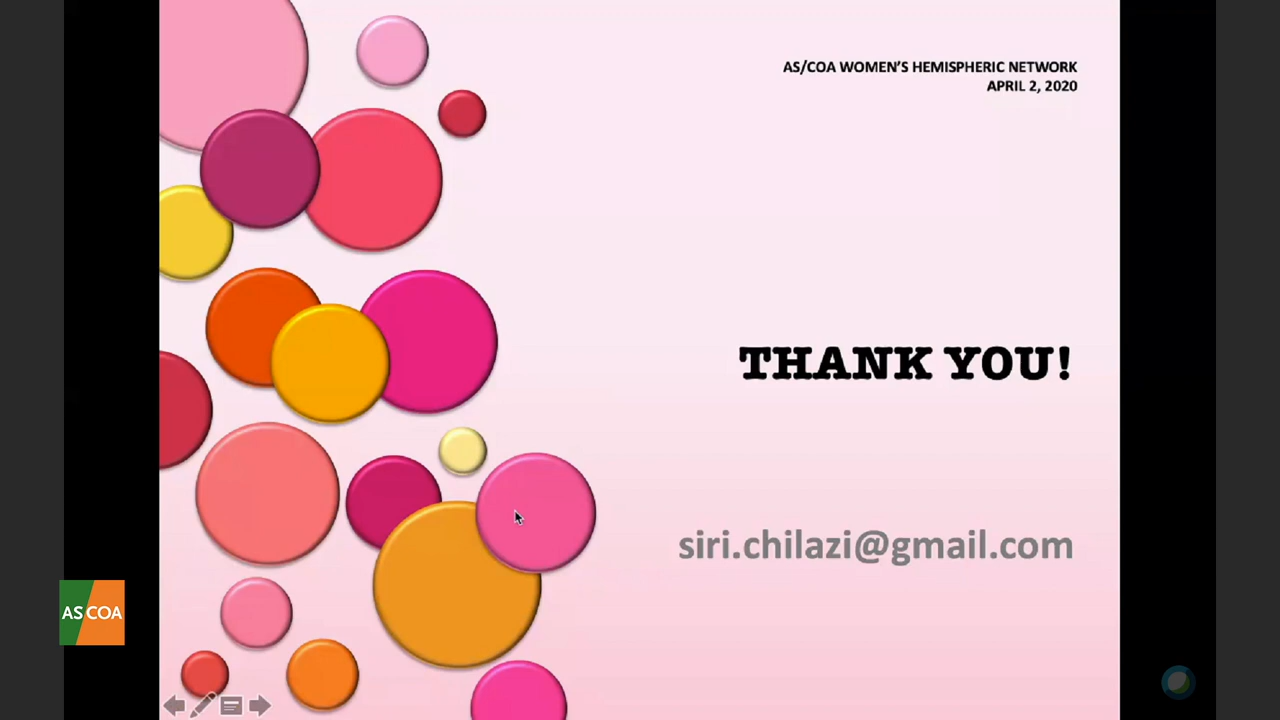 AS/COA WOMEN'S HEMISPHERIC NETWORK
APRIL 2, 2020
THANK YOU!
siri.chilazi@gmail.com
AS COA